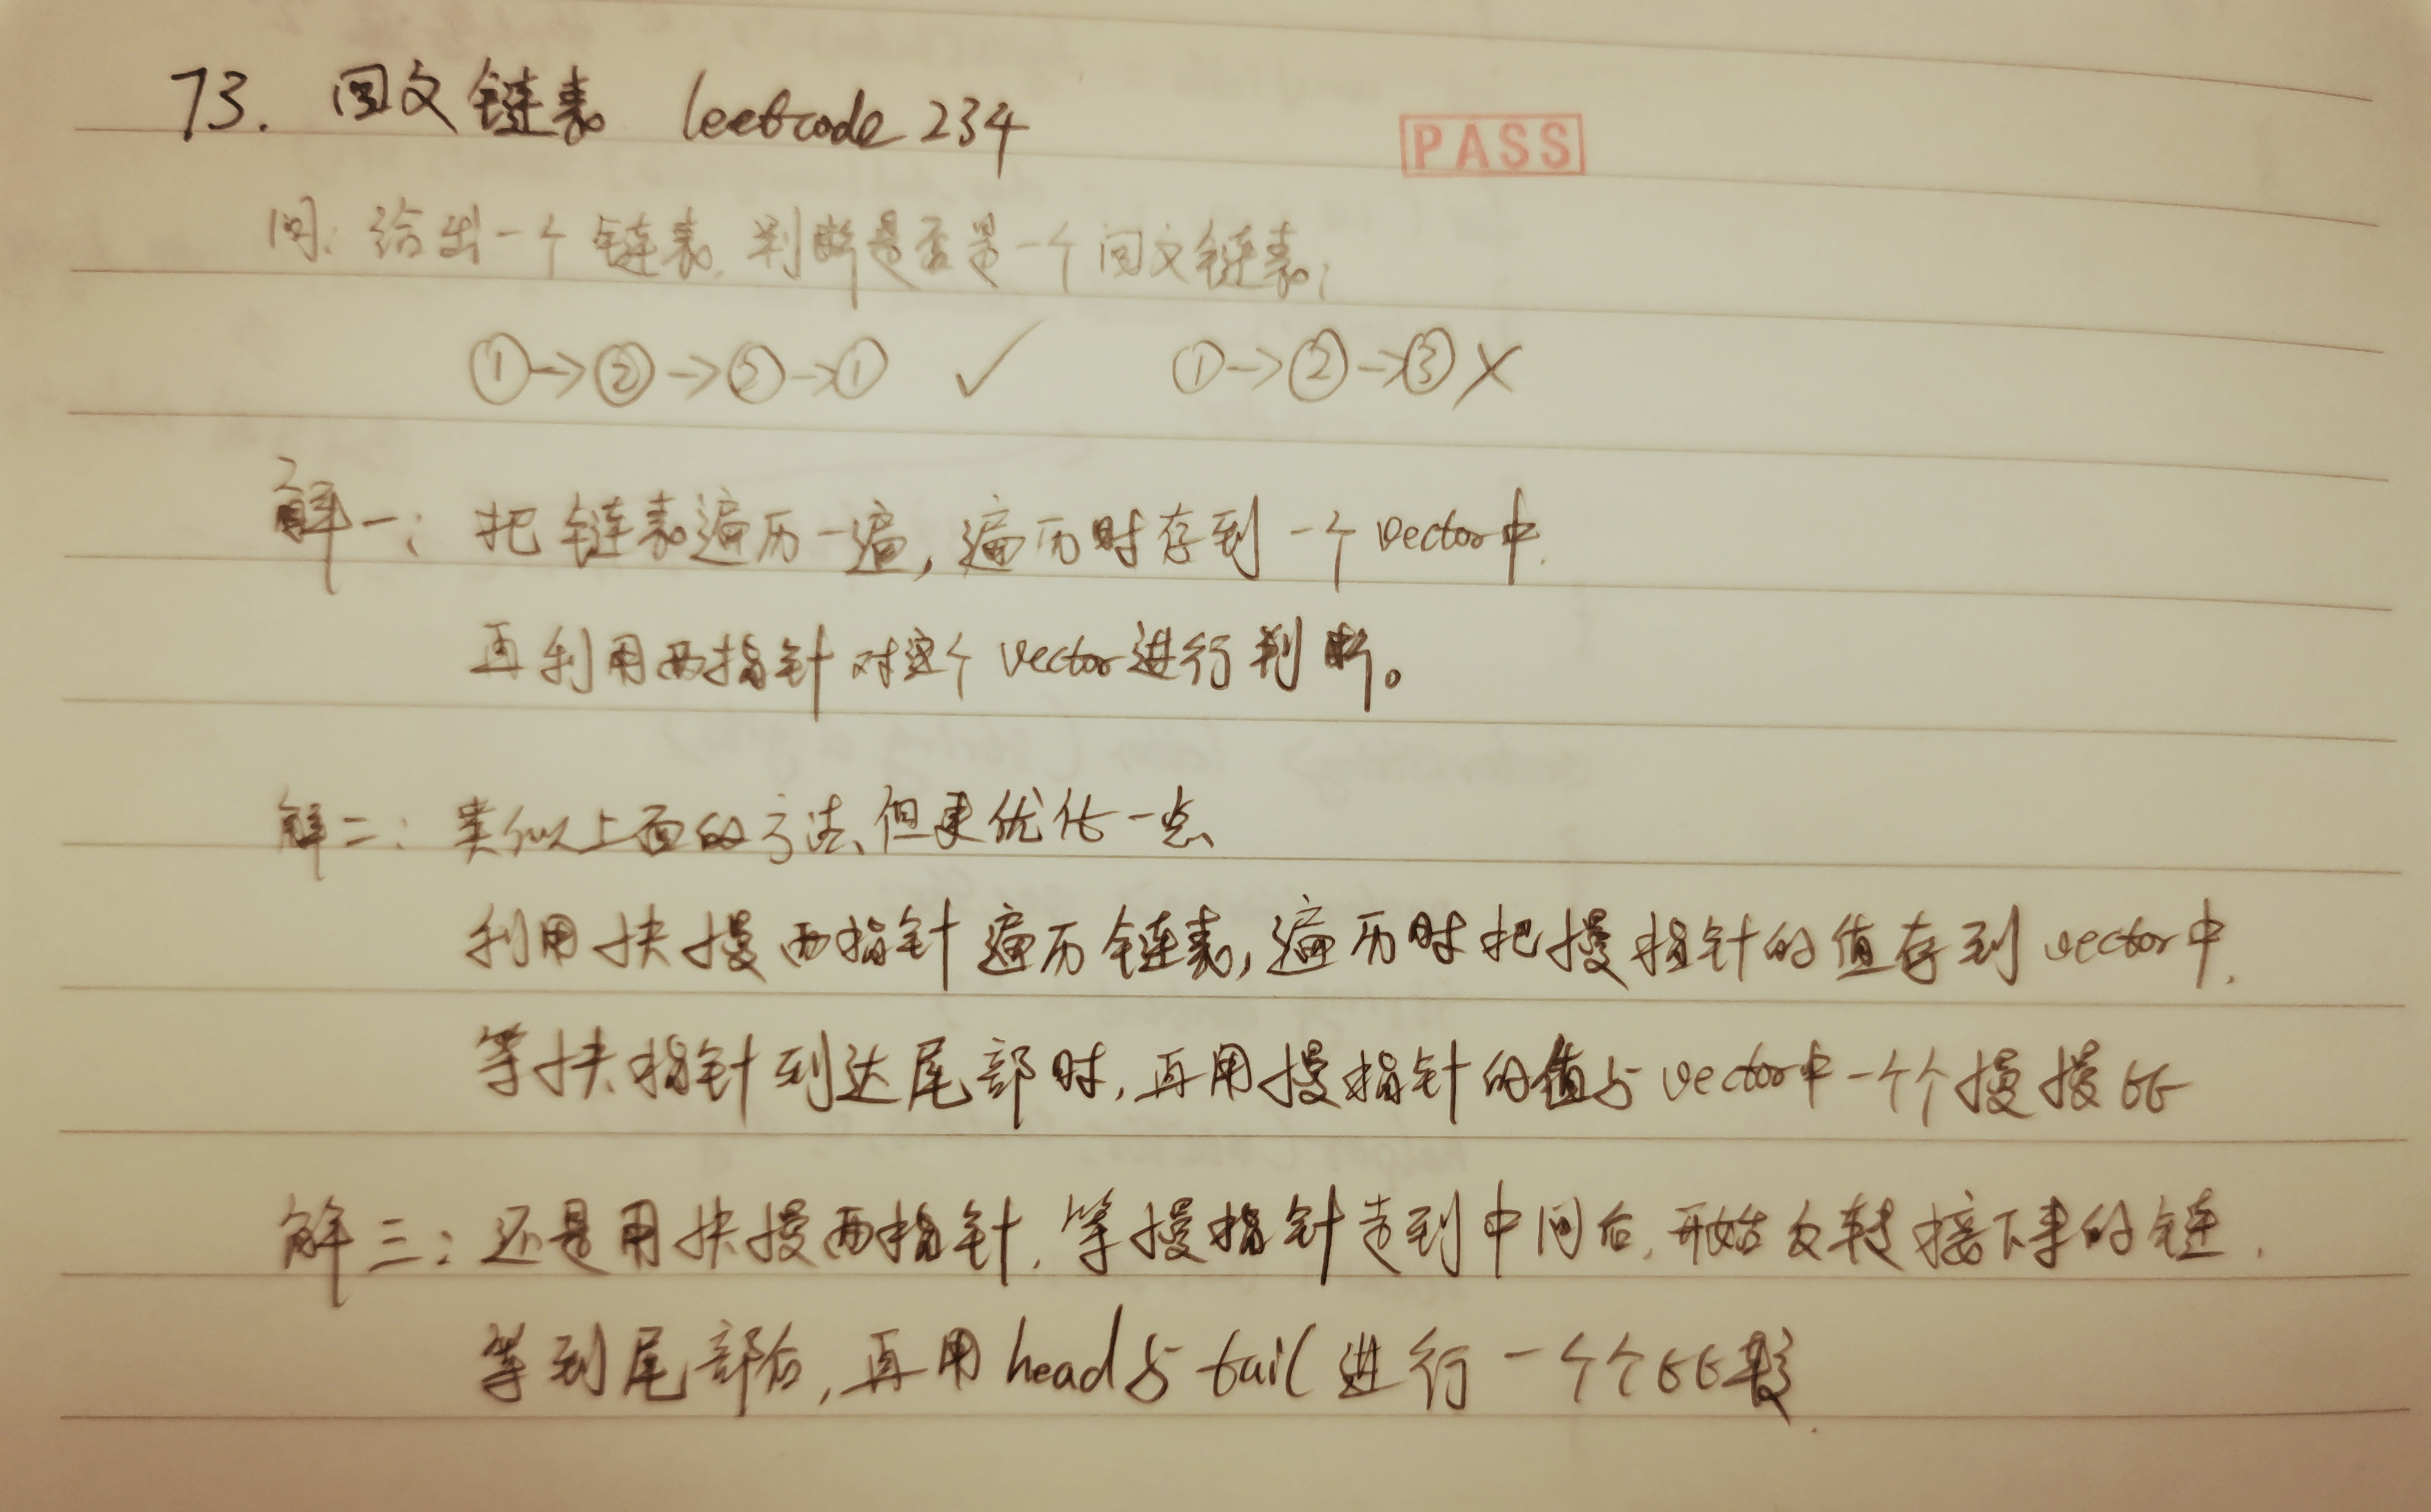 73. 回文链表 leetcode 234
PASS
问: 给出一个链表, 判断是否是一个回文链表;
①->②->②->①  ✓  ①->②->③ ×
解一: 把链表遍历一遍, 遍历时存到一个vector中.
再利用两指针对这个vector进行判断。
解二: 类似上面的方法, 但更优化一点
利用快慢两指针遍历链表, 遍历时把慢指针的值存到vector中.
等快指针到达尾部时, 再用慢指针的值与vector中一个个慢慢比
解三: 还是用快慢两指针, 等慢指针走到中间后, 开始反转接下来的链.
等到尾部后, 再用head与tail进行一个个比较.